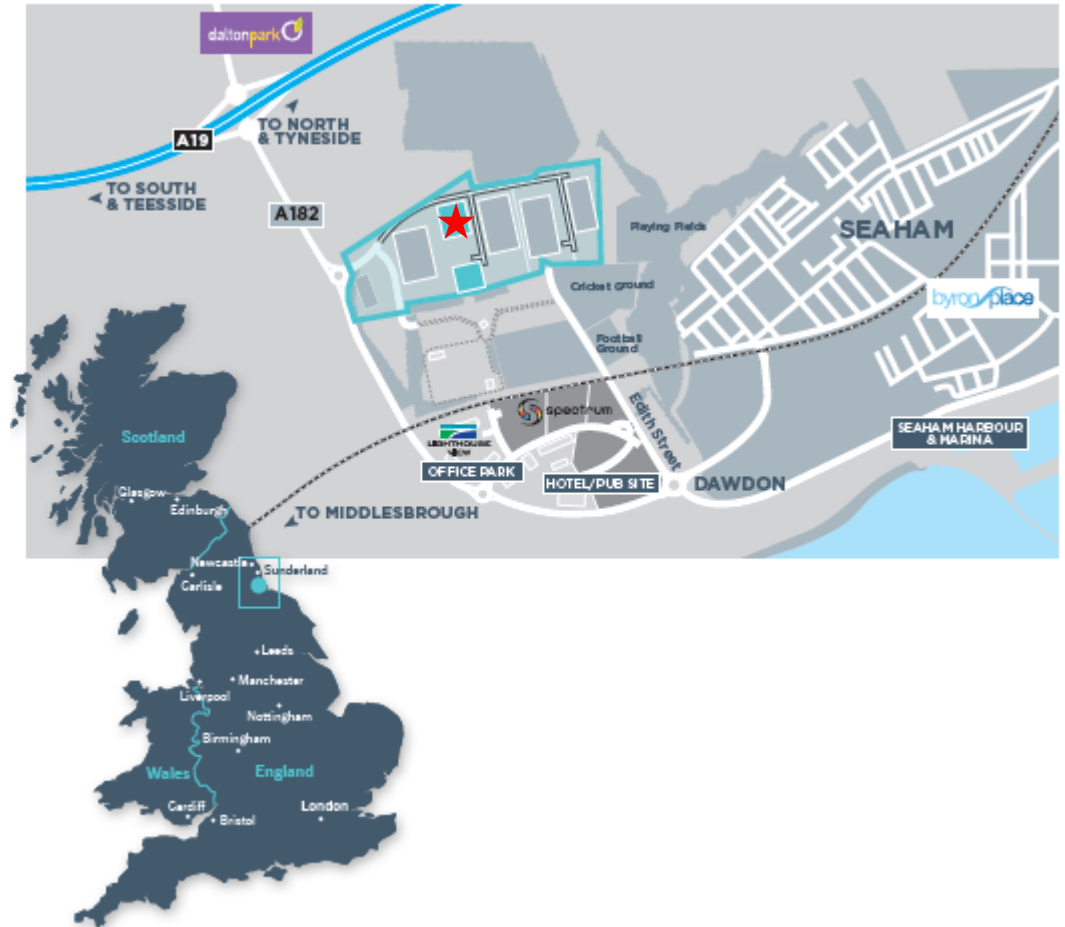 daltonpark
A19
TO NORTH
& TYNESIDE
TO SOUTH
& TEESSIDE
A182
Playing Fields
SEAHAM
Cricket Ground
byron place
Football
Ground
Edith Street
spectrum
LIGHTHOUSE
VIEW
OFFICE PARK
HOTEL/PUB SITE
SEAHAM HARBOUR
& MARINA
DAWDON
TO MIDDLESBROUGH
Scotland
Glasgow
Edinburgh
Newcastle
Sunderland
Carlisle
Leeds
Manchester
Liverpool
Nottingham
Birmingham
Wales
England
Cardiff
London
Bristol